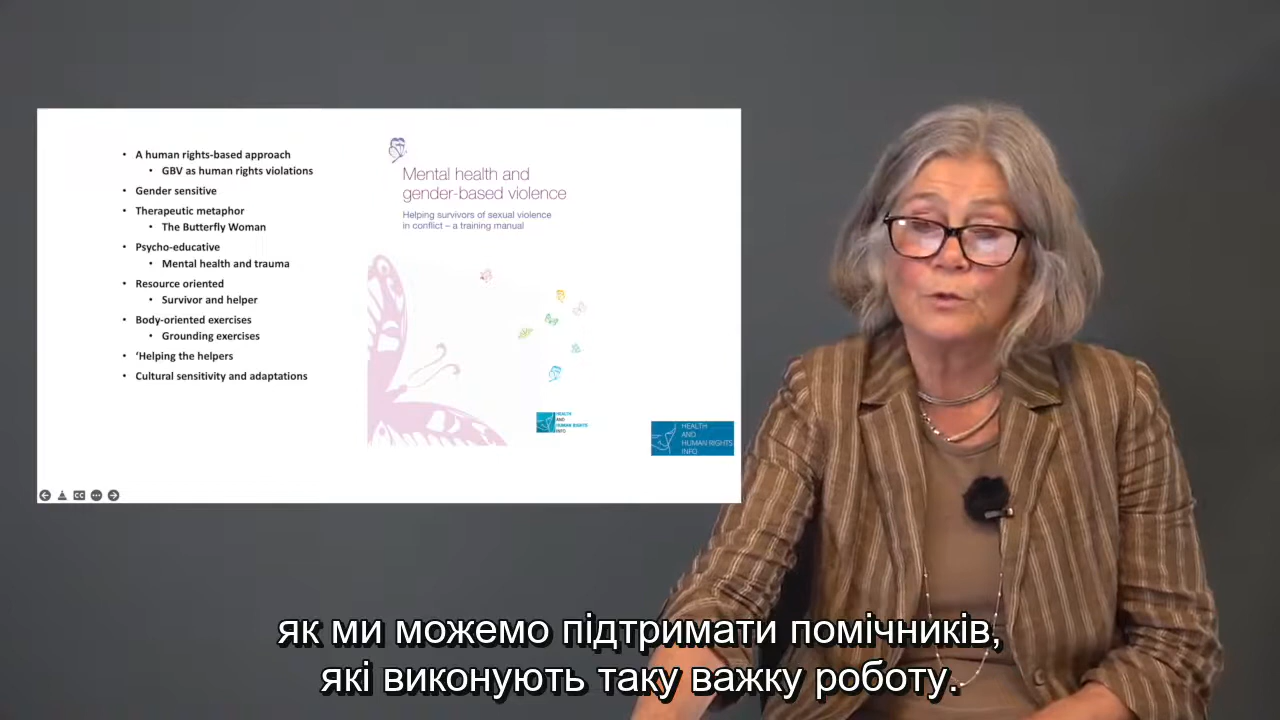 • A human rights-based approach
• GBV as human rights violations
• Gender sensitive
• Therapeutic metaphor
• The Butterfly Woman
• Psycho-educative
• Mental health and trauma
• Resource oriented
• Survivor and helper
• Body-oriented exercises
• Grounding exercises
• ‘Helping the helpers
• Cultural sensitivity and adaptations
Mental health and
gender-based violence
Helping survivors of sexual violence
in conflict – a training manual
HEALTH
AND
HUMAN RIGHTS
INFO
HEALTH
AND
HUMAN RIGHTS
INFO
CC
як ми можемо підтримати помічників,
які виконують таку важку роботу.